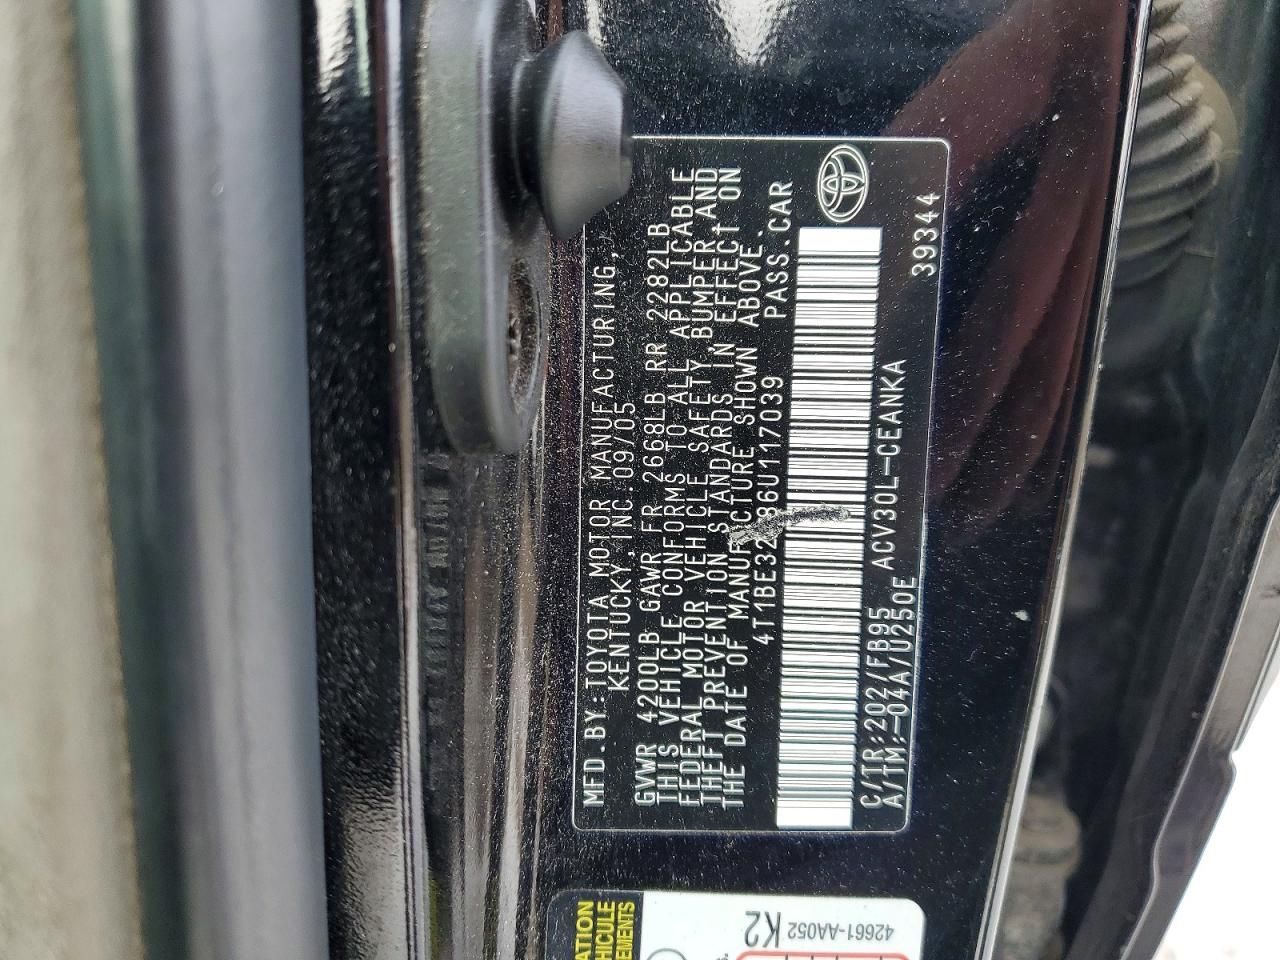 MFD.BY:TOYOTA MOTOR MANUFACTURING,
KENTUCKY,INC.09/05
GVWR 4200LB GAWR FR 2668LB RR 2282LB
THIS VEHICLE CONFORMS TO ALL APPLICABLE
FEDERAL MOTOR VEHICLE SAFETY,BUMPER,AND
THEFT PREVENTION STANDARDS IN EFFECT ON
THE DATE OF MANUFACTURE SHOWN ABOVE.
4T1BE32K86U117039 PASS.CAR
C/TR:202/FB95 ACV30L-CEANKA
A/TM:-04A/U250E 39344
K2
42661-AA052